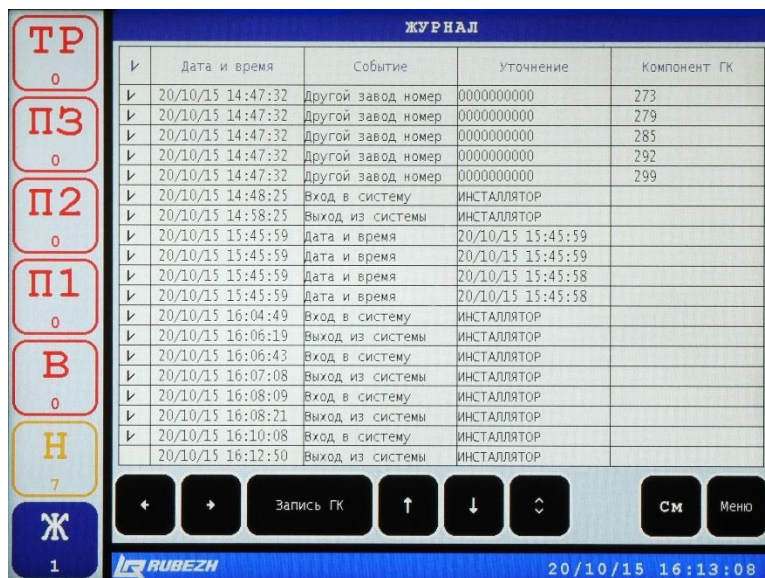 ЖУРНАЛ
ТР
0
ПЗ
0
П2
0
П1
0
В
0
Н
7
Ж
1
V Дата и время Событие Уточнение Компонент ГК
V 20/10/15 14:47:32 Другой завод номер 0000000000 273
V 20/10/15 14:47:32 Другой завод номер 0000000000 279
V 20/10/15 14:47:32 Другой завод номер 0000000000 285
V 20/10/15 14:47:32 Другой завод номер 0000000000 292
V 20/10/15 14:47:32 Другой завод номер 0000000000 299
V 20/10/15 14:48:25 Вход в систему ИНСТАЛЛЯТОР
V 20/10/15 14:58:25 Выход из системы ИНСТАЛЛЯТОР
V 20/10/15 15:45:59 Дата и время 20/10/15 15:45:59
V 20/10/15 15:45:59 Дата и время 20/10/15 15:45:59
V 20/10/15 15:45:59 Дата и время 20/10/15 15:45:58
V 20/10/15 15:45:59 Дата и время 20/10/15 15:45:58
V 20/10/15 16:04:49 Вход в систему ИНСТАЛЛЯТОР
V 20/10/15 16:06:19 Выход из системы ИНСТАЛЛЯТОР
V 20/10/15 16:06:43 Вход в систему ИНСТАЛЛЯТОР
V 20/10/15 16:07:08 Выход из системы ИНСТАЛЛЯТОР
V 20/10/15 16:08:09 Вход в систему ИНСТАЛЛЯТОР
V 20/10/15 16:08:21 Выход из системы ИНСТАЛЛЯТОР
V 20/10/15 16:10:08 Вход в систему ИНСТАЛЛЯТОР
20/10/15 16:12:50 Выход из системы ИНСТАЛЛЯТОР
Запись ГК См Меню
RUBEZH 20/10/15 16:13:08